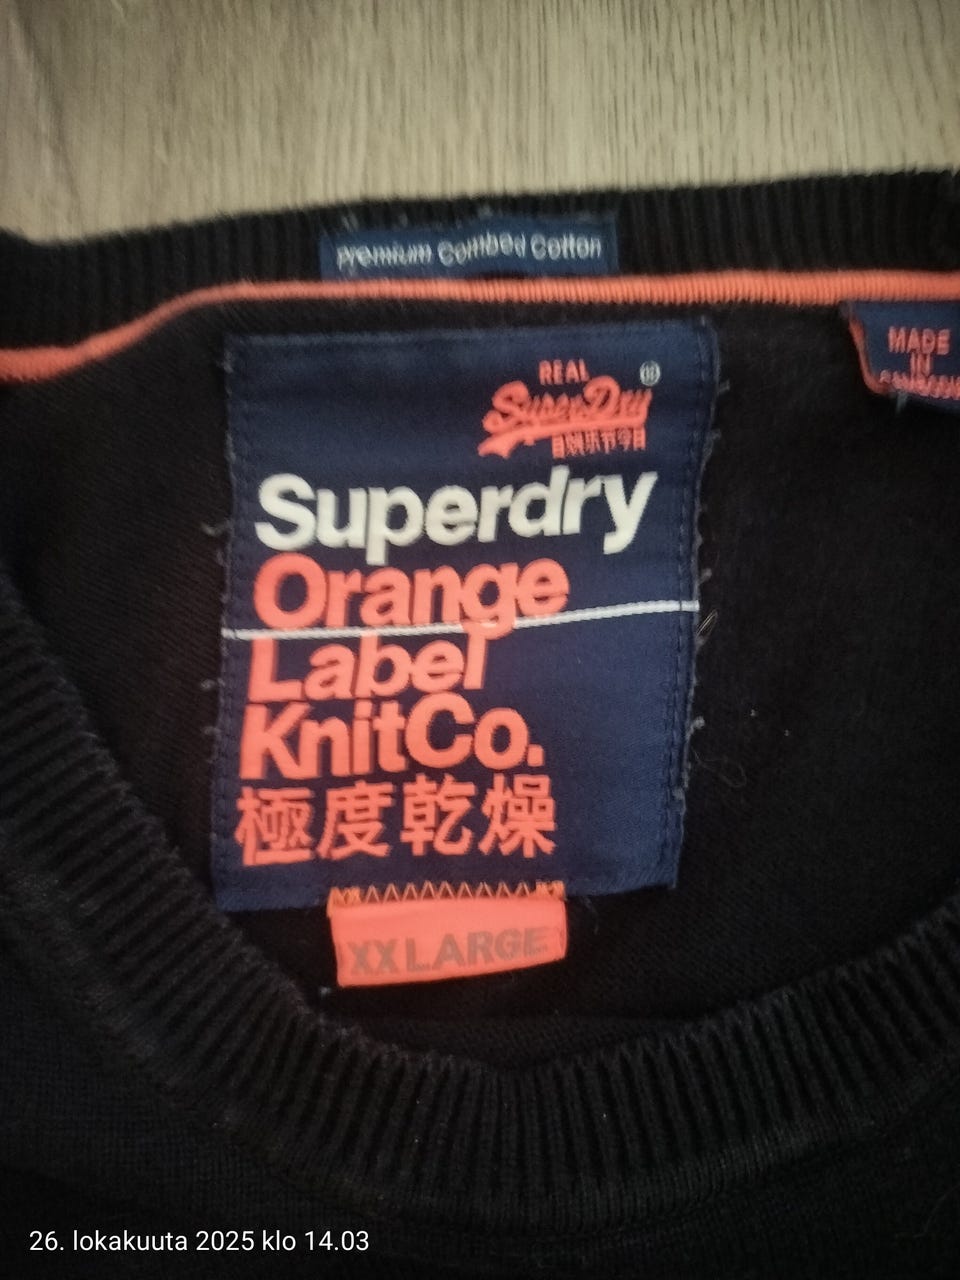 Premium Combed Cotton
MADE
IN
CAMBODIA
REAL
SuperDry®
Superdry
Orange
Label
KnitCo.
極度乾燥
XX LARGE
26. lokakuuta 2025 klo 14.03